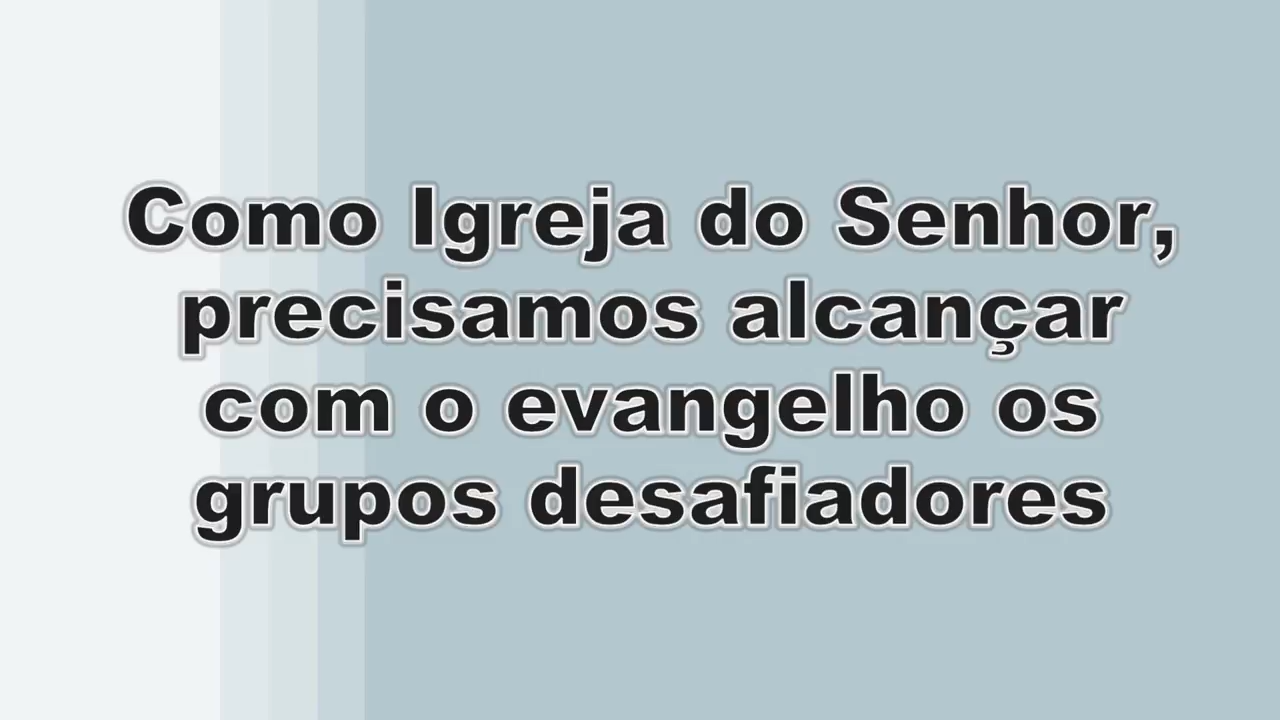 Como Igreja do Senhor,
precisamos alcançar
com o evangelho os
grupos desafiadores